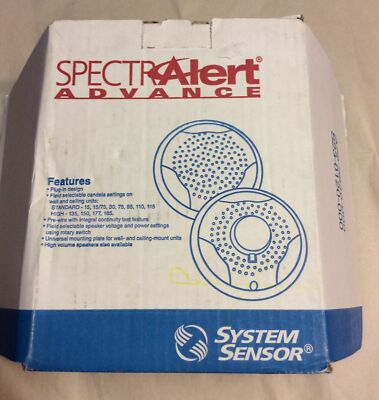 SPECTRAlert®
ADVANCE
Features
• Plug-in design
• Field selectable candela settings on
wall and ceiling units:
STANDARD - 15, 15/75, 30, 75, 95, 110, 115
HIGH - 135, 150, 177, 185.
• Pre-wire with integral continuity test feature
• Field selectable speaker voltage and power settings
using rotary switch
• Universal mounting plate for wall- and ceiling-mount units
• High volume speakers also available
SYSTEM
SENSOR®